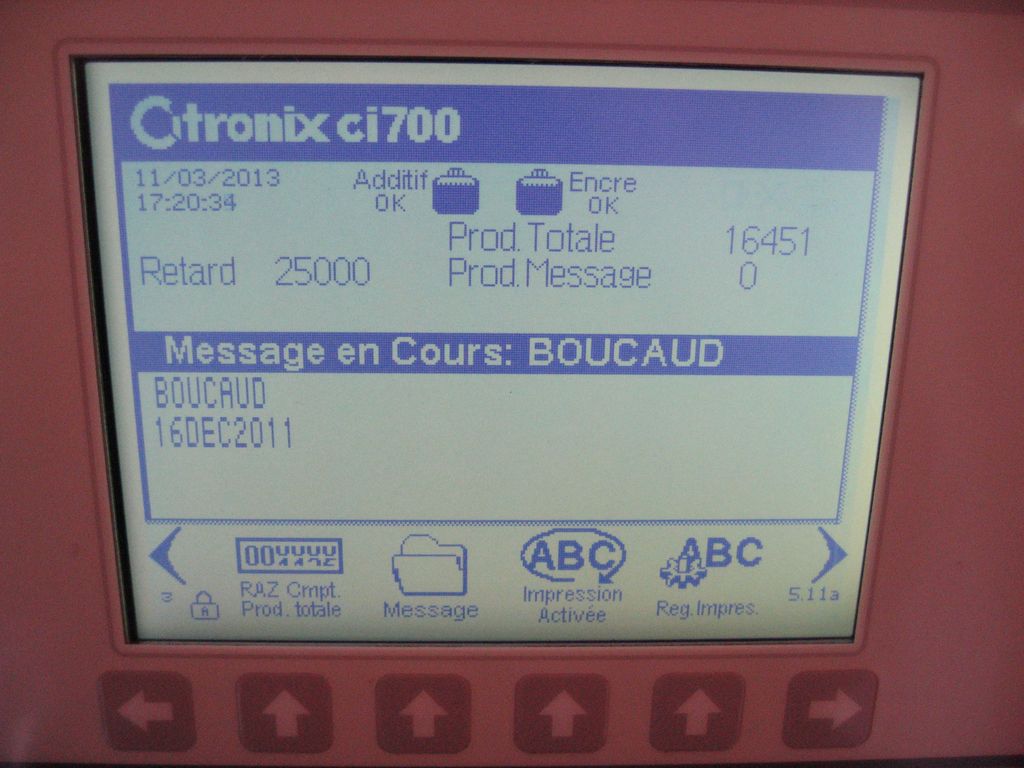 Citronix ci700
11/03/2013
17:20:34
Additif
OK
Encre
OK
Prod. Totale 16451
Retard 25000 Prod. Message 0
Message en Cours: BOUCAUD
BOUCAUD
16DEC2011
RAZ Cmpt.
Prod. totale
Message
ABC
Impression
Activée
ABC
Reg.Impres.
5.11a